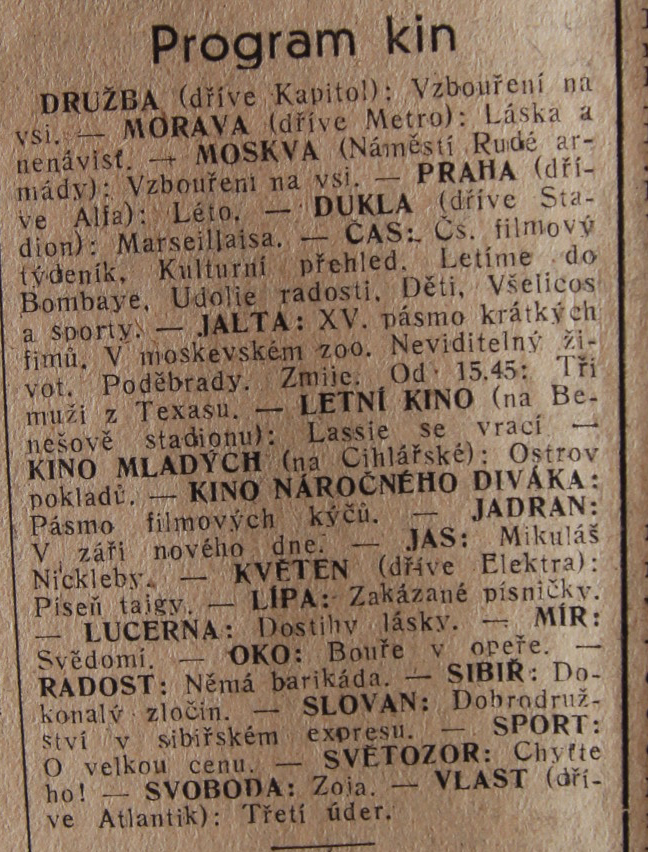 Program kin
DRUŽBA (dříve Kapitol): Vzbouření na
vsi. — MORAVA (dříve Metro): Láska a
nenávist. — MOSKVA (Náměstí Rudé ar-
mády): Vzbouření na vsi. — PRAHA (dří-
ve Alfa): Léto. — DUKLA (dříve Sta-
dion): Marseillaisa. — ČAS: Čs. filmový
týdeník, Kulturní přehled, Letíme do
Bombaye, Udolie radosti, Děti, Všelicos
a sporty. — JALTA: XV. pásmo krátkých
fimů. V moskevském zoo. Neviditelný ži-
vot. Poděbrady. Zmije. Od 15.45: Tři
muži z Texasu. — LETNÍ KINO (na Be-
nešově stadionu): Lassie se vrací —
KINO MLADÝCH (na Cihlářské): Ostrov
pokladů. — KINO NÁROČNÉHO DIVÁKA:
Pásmo filmových kýčů. — JADRAN:
V září nového dne. — JAS: Mikuláš
Nickleby. — KVĚTEN (dříve Elektra):
Píseň tajgy. — LÍPA: Zakázané písničky.
— LUCERNA: Dostihy lásky. — MÍR:
Svědomí. — OKO: Bouře v opeře. —
RADOST: Němá barikáda. — SIBIŘ: Do-
konalý zločin. — SLOVAN: Dobrodruž-
ství v sibiřském expresu. — SPORT:
O velkou cenu. — SVĚTOZOR: Chyťte
ho! — SVOBODA: Zoja. — VLAST (dří-
ve Atlantik): Třetí úder.